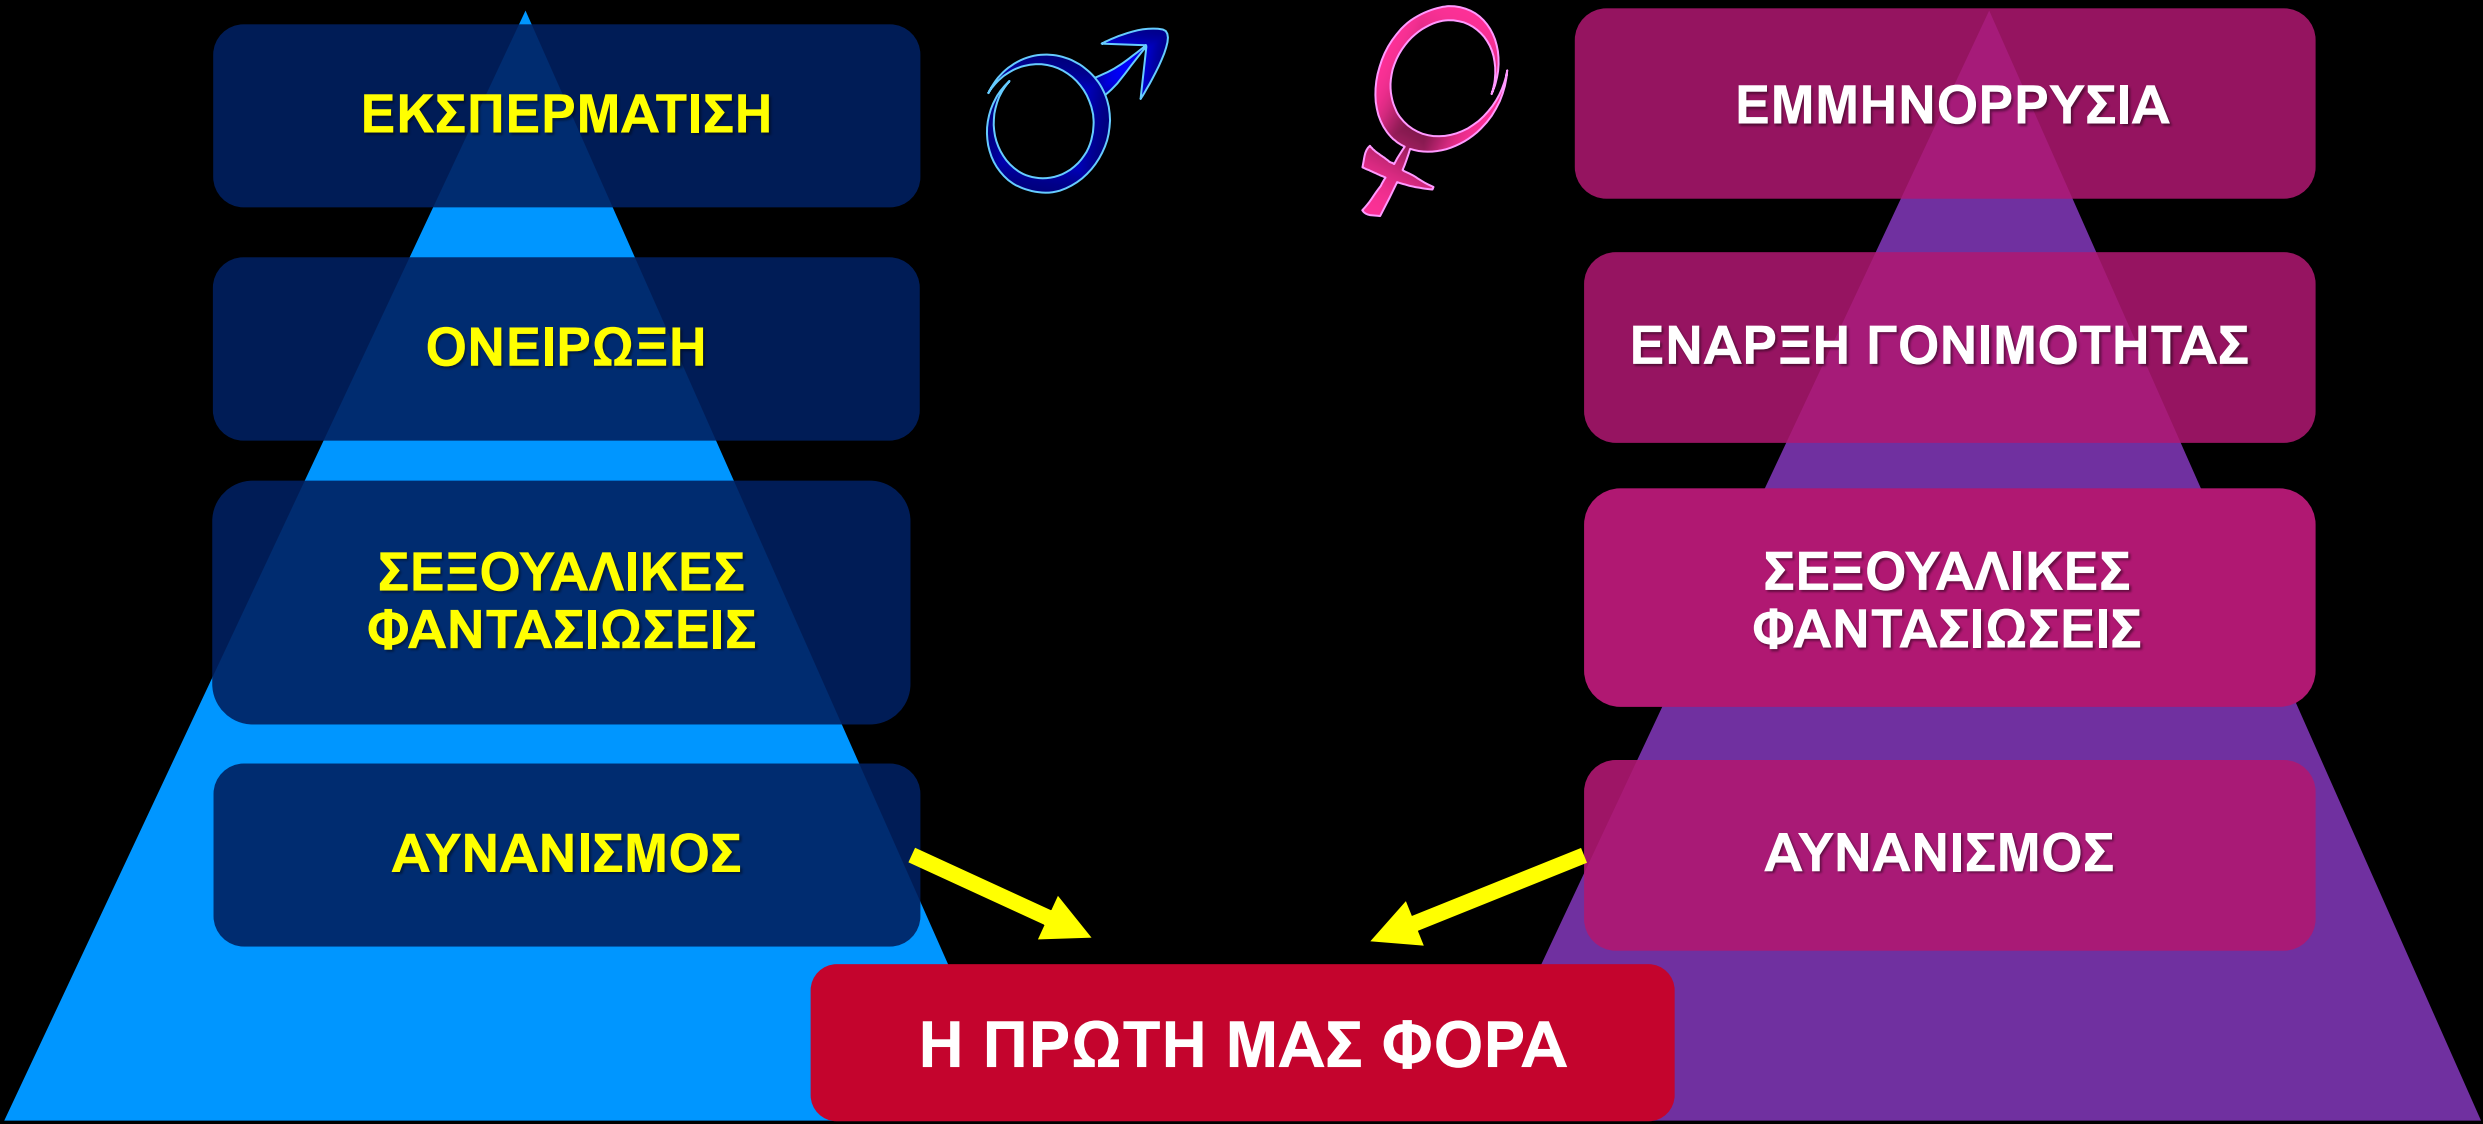 ΕΚΣΠΕΡΜΑΤΙΣΗ
ΟΝΕΙΡΩΞΗ
ΣΕΞΟΥΑΛΙΚΕΣ
ΦΑΝΤΑΣΙΩΣΕΙΣ
ΑΥΝΑΝΙΣΜΟΣ
ΕΜΜΗΝΟΡΡΥΣΙΑ
ΕΝΑΡΞΗ ΓΟΝΙΜΟΤΗΤΑΣ
ΣΕΞΟΥΑΛΙΚΕΣ
ΦΑΝΤΑΣΙΩΣΕΙΣ
ΑΥΝΑΝΙΣΜΟΣ
Η ΠΡΩΤΗ ΜΑΣ ΦΟΡΑ